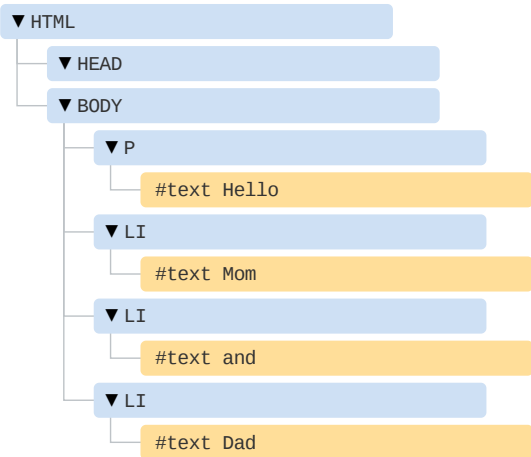 ▼ HTML
▼ HEAD
▼ BODY
▼ P
#text Hello
▼ LI
#text Mom
▼ LI
#text and
▼ LI
#text Dad